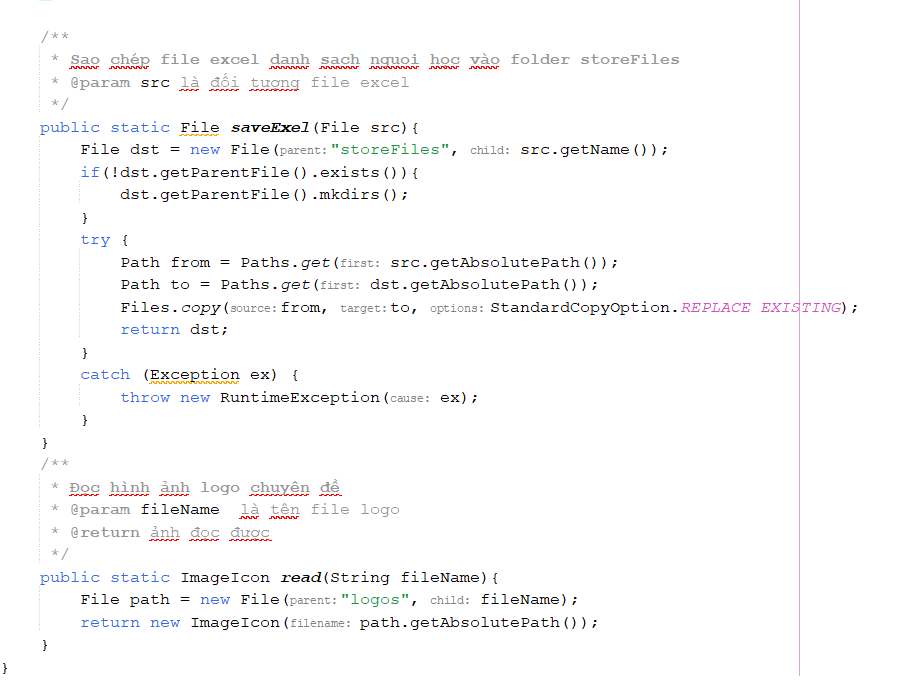 /**
 * Sao chép file excel danh sach nguoi học vào folder storeFiles
 * @param src là đối tượng file excel
 */
public static File saveExel(File src){
    File dst = new File(parent:"storeFiles", child: src.getName());
    if(!dst.getParentFile().exists()){
        dst.getParentFile().mkdirs();
    }
    try {
        Path from = Paths.get(first: src.getAbsolutePath());
        Path to = Paths.get(first: dst.getAbsolutePath());
        Files.copy(source:from, target:to, options:StandardCopyOption.REPLACE_EXISTING);
        return dst;
    }
    catch (Exception ex) {
        throw new RuntimeException(cause: ex);
    }
}
/**
 * Đọc hình ảnh logo chuyên đề
 * @param fileName  là tên file logo
 * @return ảnh đọc được
 */
public static ImageIcon read(String fileName){
    File path = new File(parent:"logos", child: fileName);
    return new ImageIcon(filename: path.getAbsolutePath());
}
}